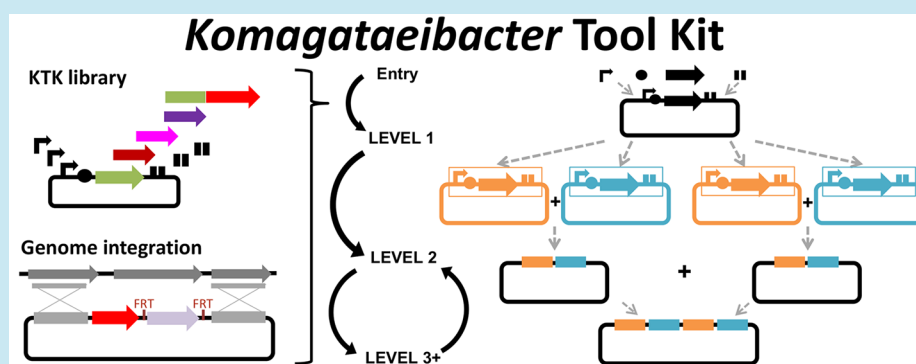 Komagataeibacter Tool Kit
KTK library
Genome integration
FRT
FRT
Entry
LEVEL 1
LEVEL 2
LEVEL 3+
+
+
+